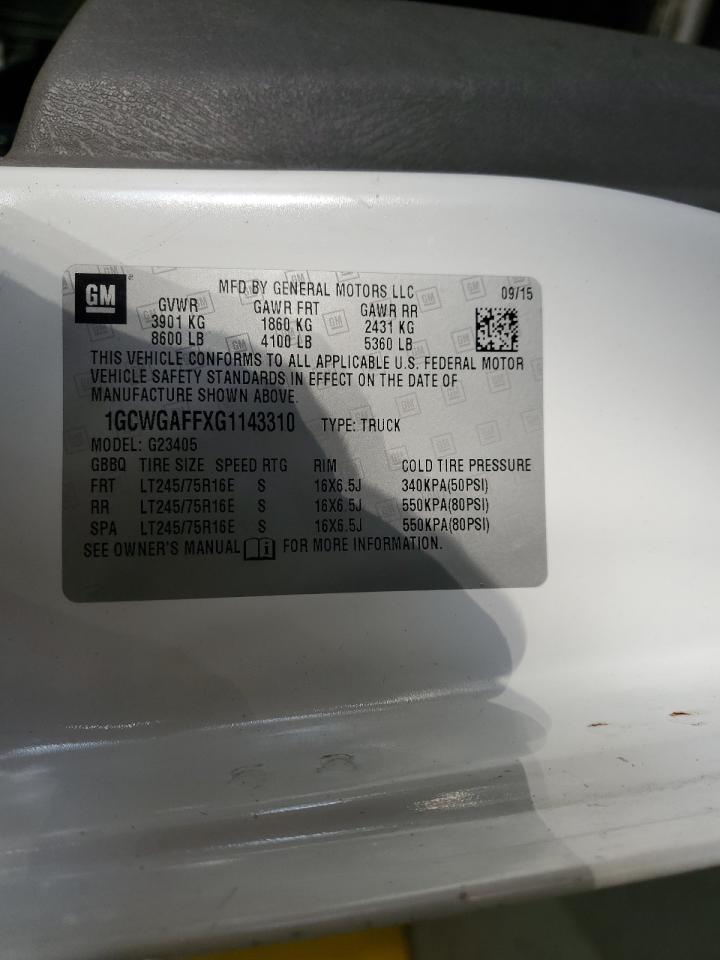 GM
MFD BY GENERAL MOTORS LLC 09/15
GVWR GAWR FRT GAWR RR
3901 KG 1860 KG 2431 KG
8600 LB 4100 LB 5360 LB
THIS VEHICLE CONFORMS TO ALL APPLICABLE U.S. FEDERAL MOTOR
VEHICLE SAFETY STANDARDS IN EFFECT ON THE DATE OF
MANUFACTURE SHOWN ABOVE.
1GCWGAFFXG1143310 TYPE: TRUCK
MODEL: G23405
GBBQ TIRE SIZE SPEED RTG RIM COLD TIRE PRESSURE
FRT LT245/75R16E S 16X6.5J 340KPA(50PSI)
RR LT245/75R16E S 16X6.5J 550KPA(80PSI)
SPA LT245/75R16E S 16X6.5J 550KPA(80PSI)
SEE OWNER'S MANUAL FOR MORE INFORMATION.